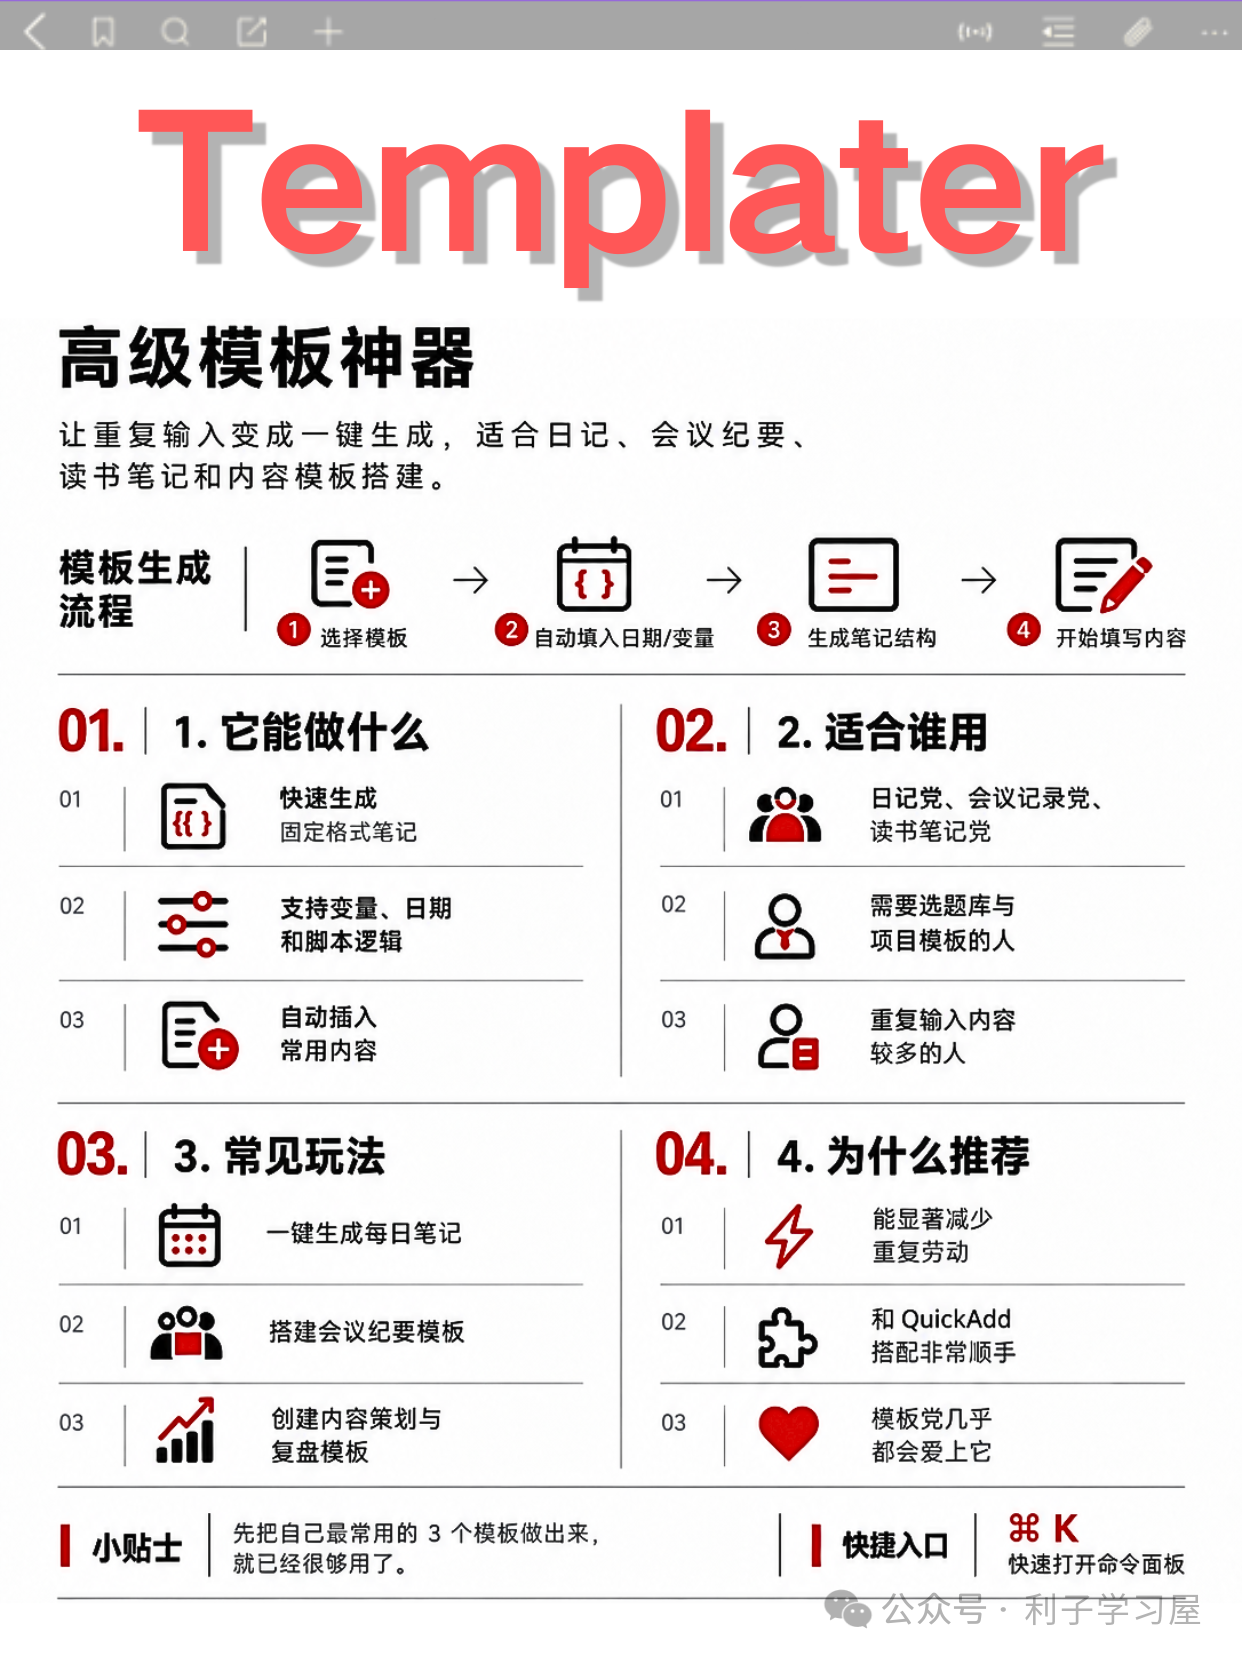 Templater
高级模板神器
让重复输入变成一键生成，适合日记、会议纪要、
读书笔记和内容模板搭建。
模板生成
流程
1 选择模板
2 自动填入日期/变量
3 生成笔记结构
4 开始填写内容
01. 1. 它能做什么
01 快速生成
固定格式笔记
02 支持变量、日期
和脚本逻辑
03 自动插入
常用内容
02. 2. 适合谁用
01 日记党、会议记录党、
读书笔记党
02 需要选题库与
项目模板的人
03 重复输入内容
较多的人
03. 3. 常见玩法
01 一键生成每日笔记
02 搭建会议纪要模板
03 创建内容策划与
复盘模板
04. 4. 为什么推荐
01 能显著减少
重复劳动
02 和 QuickAdd
搭配非常顺手
03 模板党几乎
都会爱上它
小贴士
先把自己最常用的 3 个模板做出来，
就已经很够用了。
快捷入口
⌘ K
快速打开命令面板
公众号 · 利子学习屋